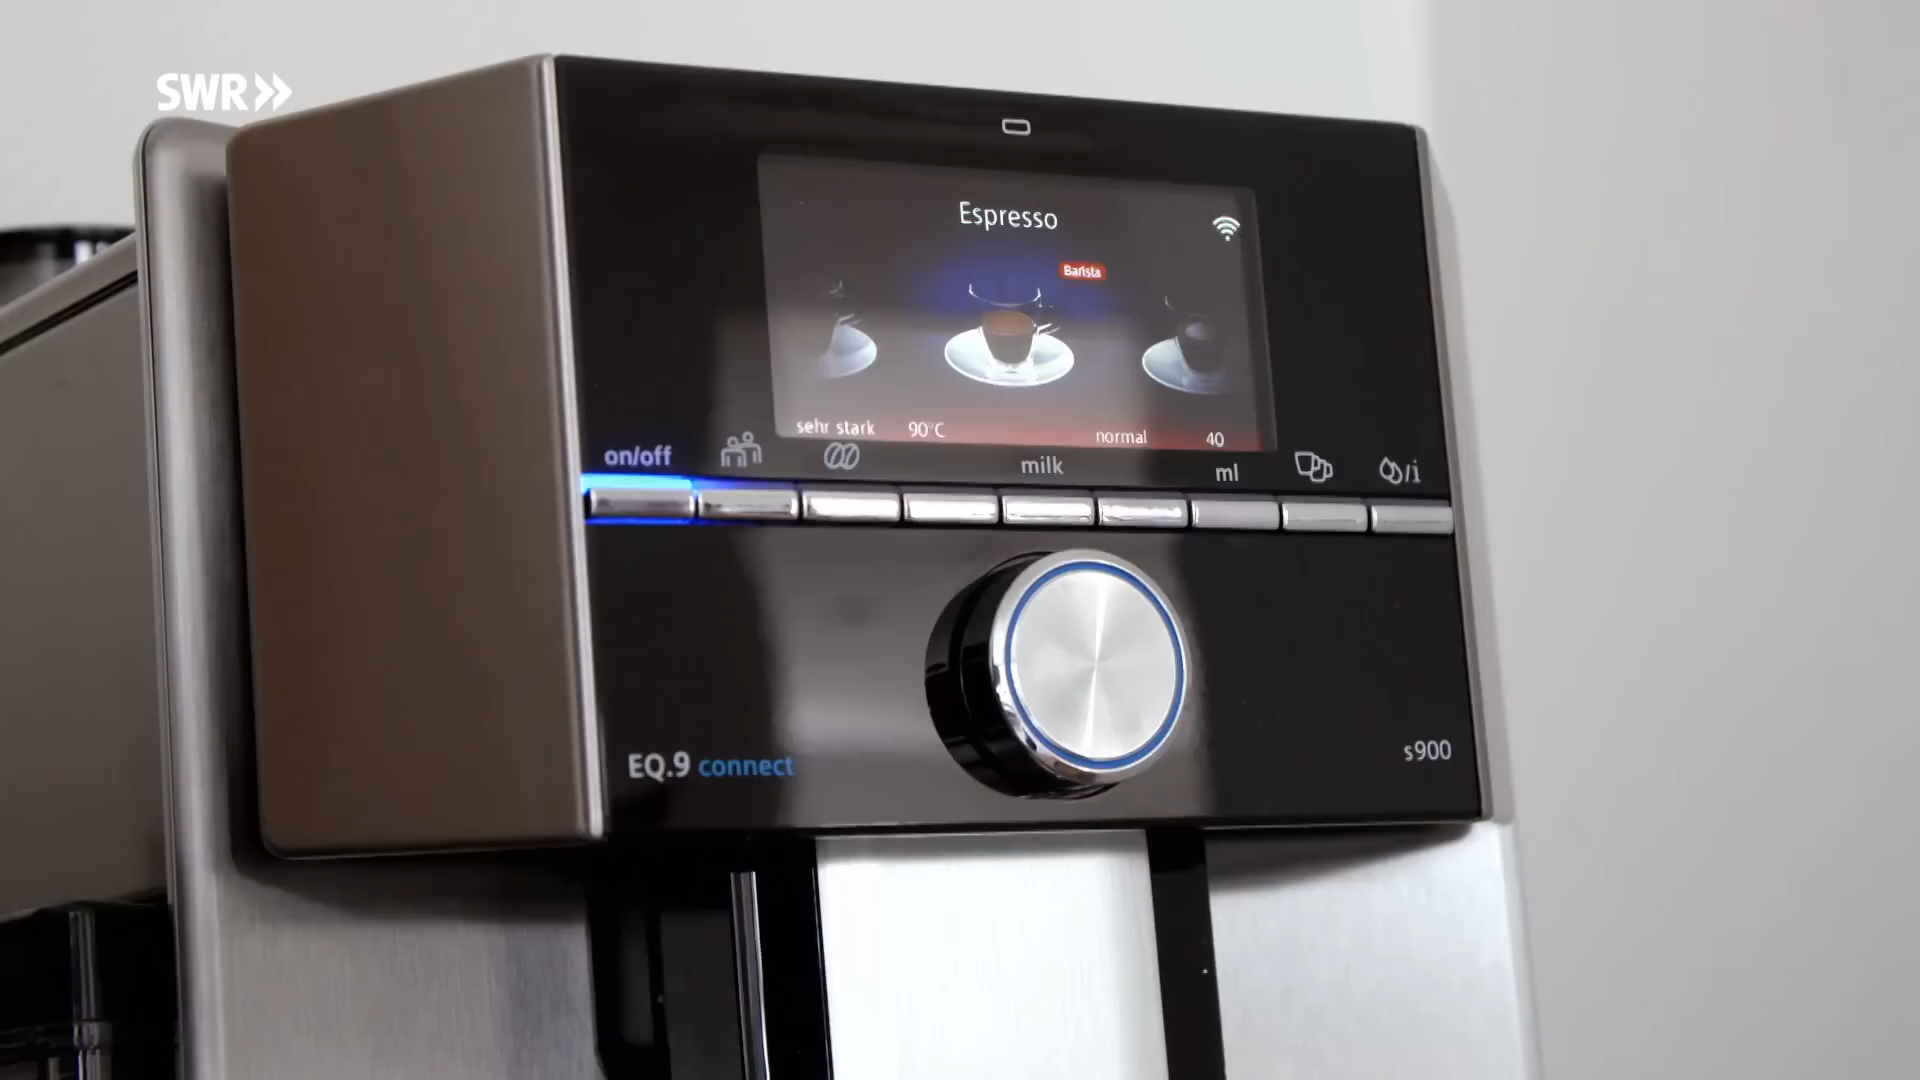 SWR
Espresso
Barista
sehr stark 90°C normal 40
on/off milk ml i
EQ.9 connect
s900